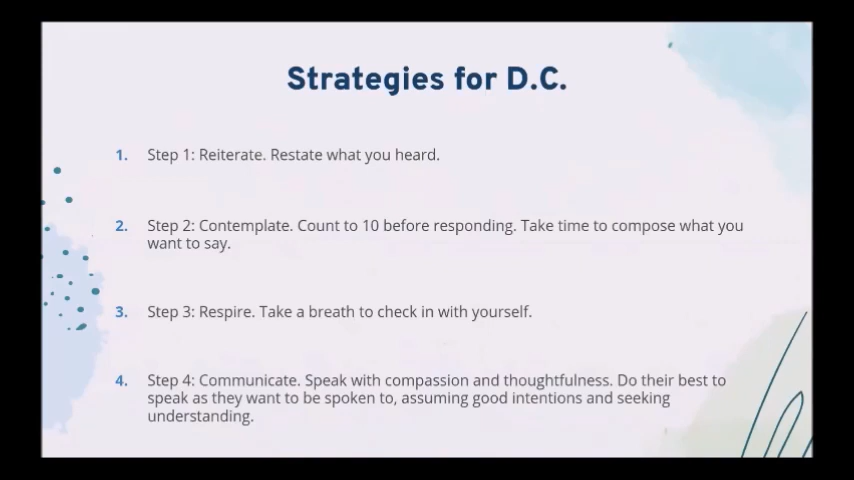 Strategies for D.C.
1. Step 1: Reiterate. Restate what you heard.
2. Step 2: Contemplate. Count to 10 before responding. Take time to compose what you
want to say.
3. Step 3: Respire. Take a breath to check in with yourself.
4. Step 4: Communicate. Speak with compassion and thoughtfulness. Do their best to
speak as they want to be spoken to, assuming good intentions and seeking
understanding.